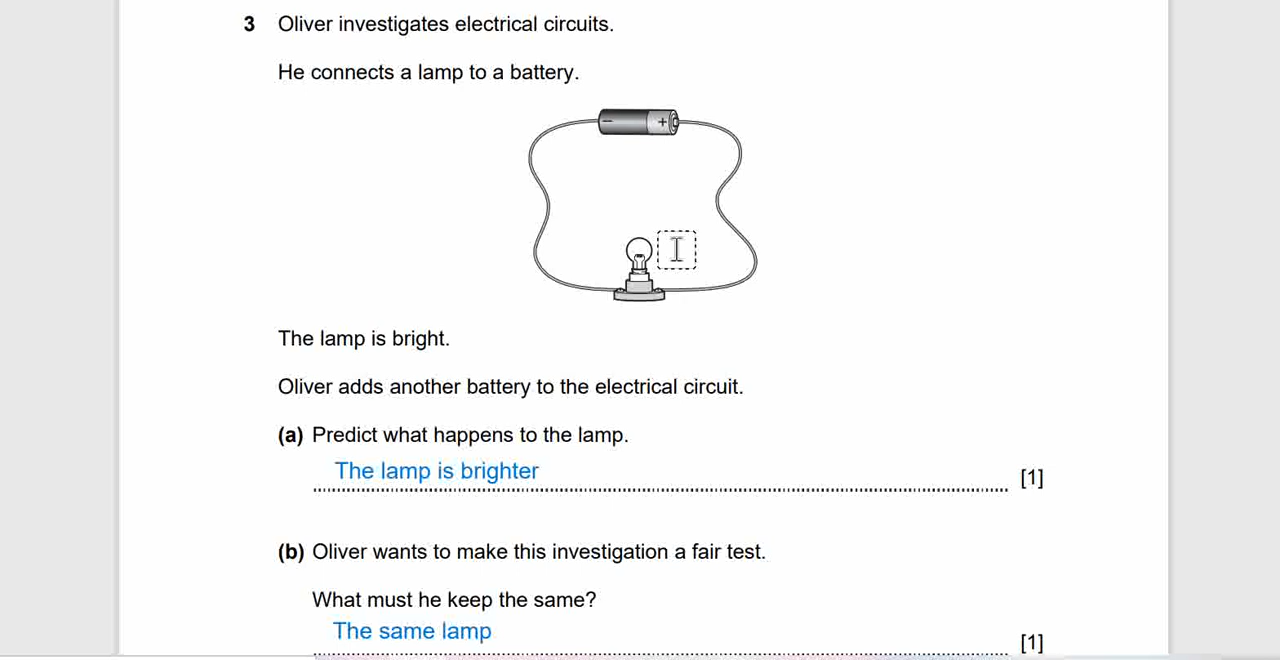 3 Oliver investigates electrical circuits.
He connects a lamp to a battery.
− +
The lamp is bright.
Oliver adds another battery to the electrical circuit.
(a) Predict what happens to the lamp.
The lamp is brighter
[1]
(b) Oliver wants to make this investigation a fair test.
What must he keep the same?
The same lamp
[1]